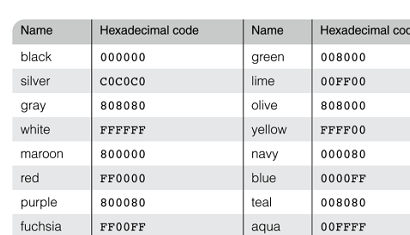 Name Hexadecimal code Name Hexadecimal
black 000000 green 008000
silver C0C0C0 lime 00FF00
gray 808080 olive 808000
white FFFFFF yellow FFFF00
maroon 800000 navy 000080
red FF0000 blue 0000FF
purple 800080 teal 008080
fuchsia FF00FF aqua 00FFFF